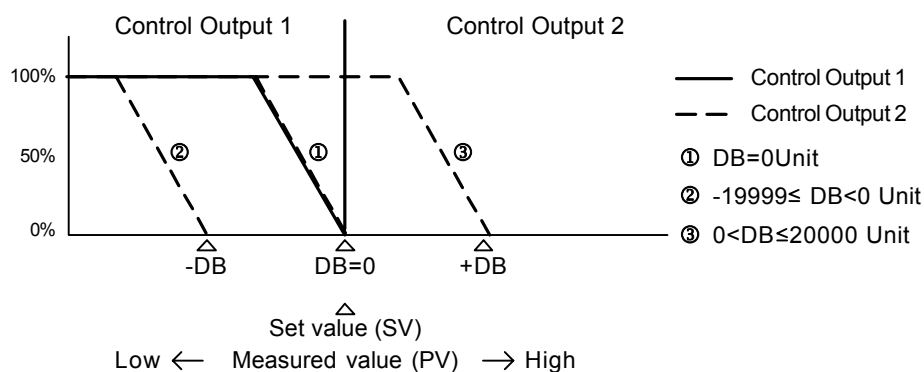 Control Output 1
Control Output 2
100%
50%
0%
②
①
③
-DB
DB=0
+DB
Set value (SV)
Low ← Measured value (PV) → High
Control Output 1
Control Output 2
① DB=0Unit
② -19999≤ DB<0 Unit
③ 0<DB≤20000 Unit